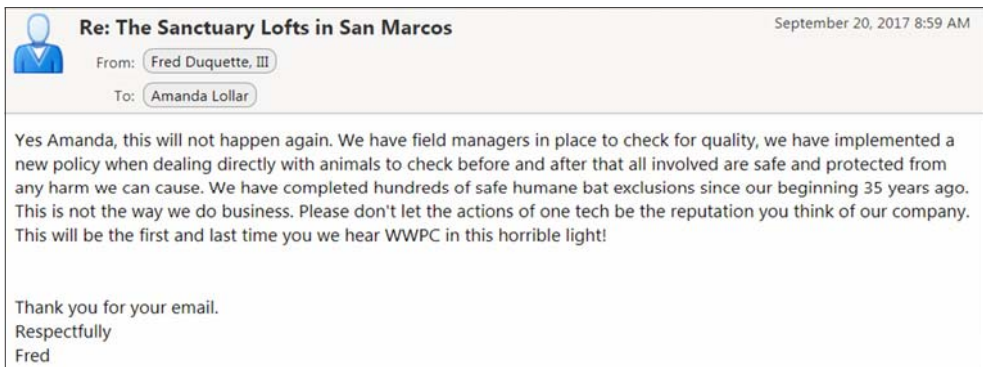 Re: The Sanctuary Lofts in San Marcos
September 20, 2017 8:59 AM
From: Fred Duquette, III
To: Amanda Lollar
Yes Amanda, this will not happen again. We have field managers in place to check for quality, we have implemented a
new policy when dealing directly with animals to check before and after that all involved are safe and protected from
any harm we can cause. We have completed hundreds of safe humane bat exclusions since our beginning 35 years ago.
This is not the way we do business. Please don't let the actions of one tech be the reputation you think of our company.
This will be the first and last time you we hear WWPC in this horrible light!
Thank you for your email.
Respectfully
Fred